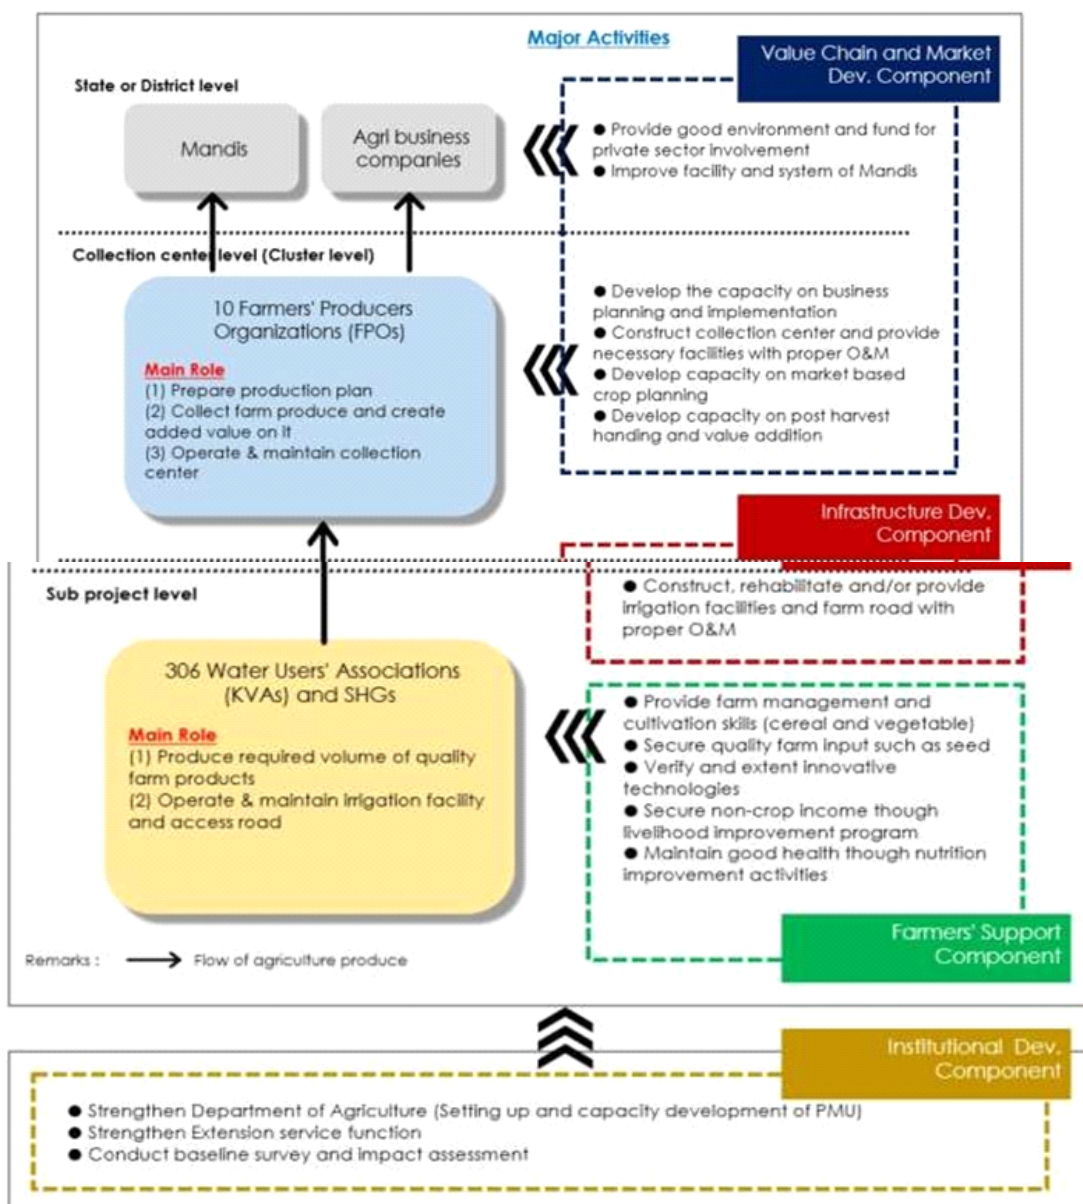 Major Activities
Value Chain and Market
Dev. Component
State or District level
Mandis
Agri business
companies
● Provide good environment and fund for
private sector involvement
● Improve facility and system of Mandis
Collection center level (Cluster level)
10 Farmers' Producers
Organizations (FPOs)
Main Role
(1) Prepare production plan
(2) Collect farm produce and create
added value on it
(3) Operate & maintain collection
center
● Develop the capacity on business
planning and implementation
● Construct collection center and provide
necessary facilities with proper O&M
● Develop capacity on market based
crop planning
● Develop capacity on post harvest
handing and value addition
Infrastructure Dev.
Component
Sub project level
● Construct, rehabilitate and/or provide
irrigation facilities and farm road with
proper O&M
306 Water Users' Associations
(KVAs) and SHGs
Main Role
(1) Produce required volume of quality
farm products
(2) Operate & maintain irrigation facility
and access road
● Provide farm management and
cultivation skills (cereal and vegetable)
● Secure quality farm input such as seed
● Verify and extent innovative
technologies
● Secure non-crop income though
livelihood improvement program
● Maintain good health though nutrition
improvement activities
Farmers' Support
Component
Remarks : Flow of agriculture produce
Institutional Dev.
Component
● Strengthen Department of Agriculture (Setting up and capacity development of PMU)
● Strengthen Extension service function
● Conduct baseline survey and impact assessment